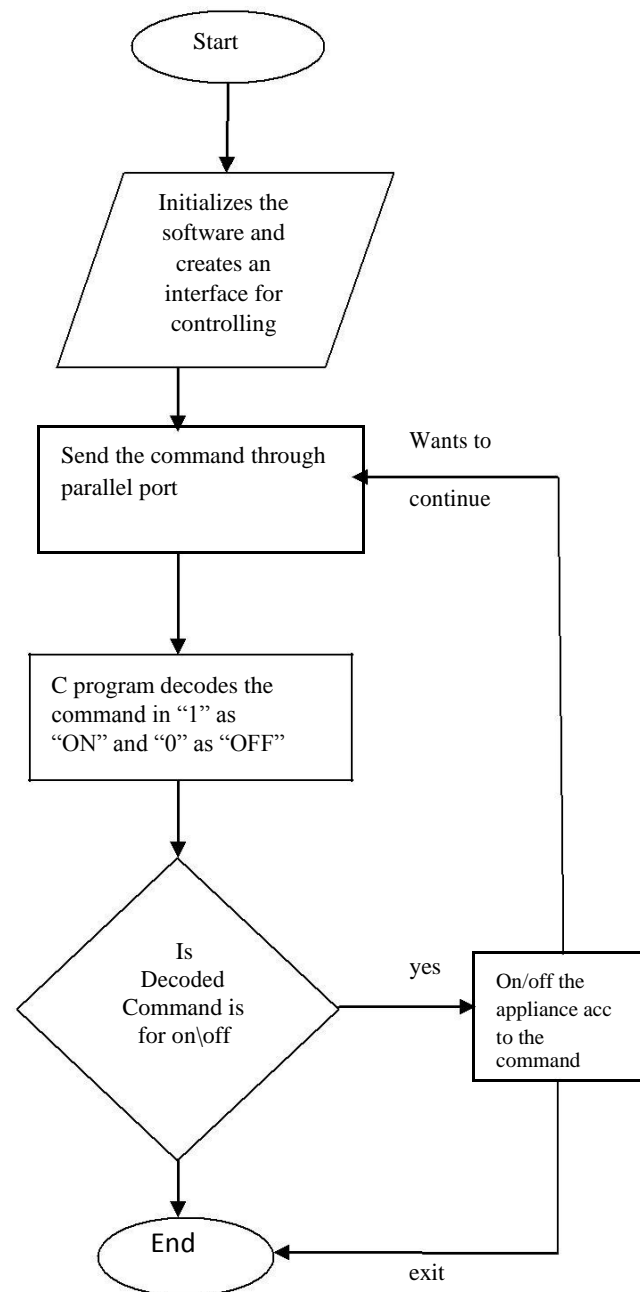 Start
Initializes the
software and
creates an
interface for
controlling
Send the command through
parallel port
Wants to
continue
C program decodes the
command in “1” as
“ON” and “0” as “OFF”
Is
Decoded
Command is
for on\off
yes
On/off the
appliance acc
to the
command
End
exit